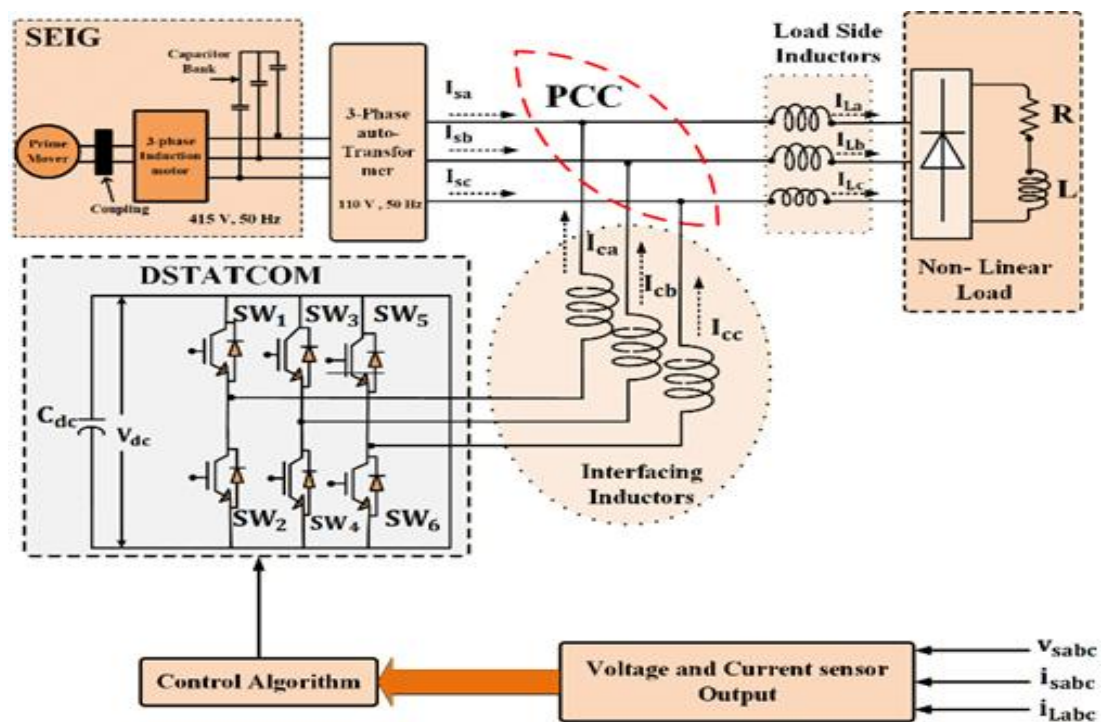 SEIG
Capacitor
Bank
Prime
Mover
3-phase
Induction
motor
Coupling
415 V, 50 Hz
3-Phase
auto-
Transfor
mer
110 V, 50 Hz
Isa
Isb
Isc
PCC
Load Side
Inductors
ILa
ILb
ILc
R
L
Non- Linear
Load
DSTATCOM
SW1 SW3 SW5
Cdc
Vdc
SW2 SW4 SW6
Ica
Icb
Icc
Interfacing
Inductors
Control Algorithm
Voltage and Current sensor
Output
vsabc
isabc
iLabc